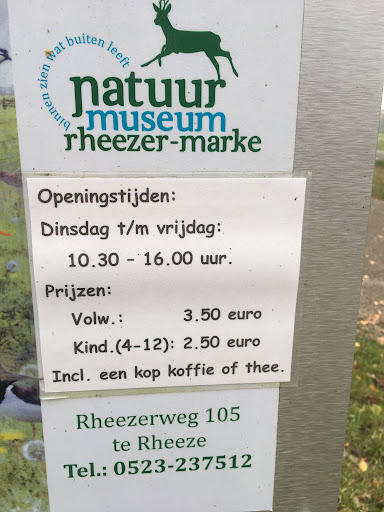 binnen zien wat buiten leeft
natuur
museum
rheezer-marke
Openingstijden:
Dinsdag t/m vrijdag:
10.30 - 16.00 uur.
Prijzen:
Volw.: 3.50 euro
Kind.(4-12): 2.50 euro
Incl. een kop koffie of thee.
Rheezerweg 105
te Rheeze
Tel.: 0523-237512